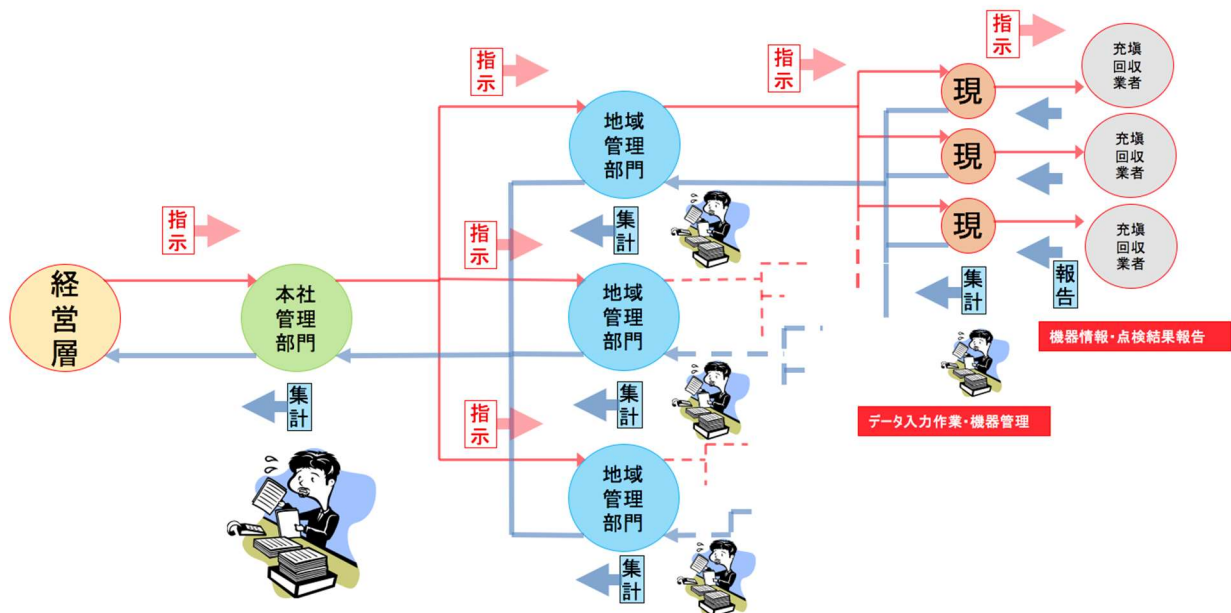 経営層
指示
本社管理部門
集計
指示
地域管理部門
集計
指示
地域管理部門
集計
指示
地域管理部門
集計
指示
現
現
現
集計
データ入力作業・機器管理
指示
充塡回収業者
充塡回収業者
充塡回収業者
報告
機器情報・点検結果報告